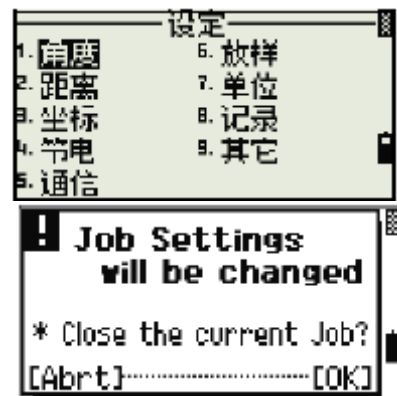 设定
1. 角度
2. 距离
3. 坐标
4. 节电
5. 通信
6. 放样
7. 单位
8. 记录
9. 其它
! Job Settings
will be changed
* Close the current Job?
[Abrt]---------------[OK]